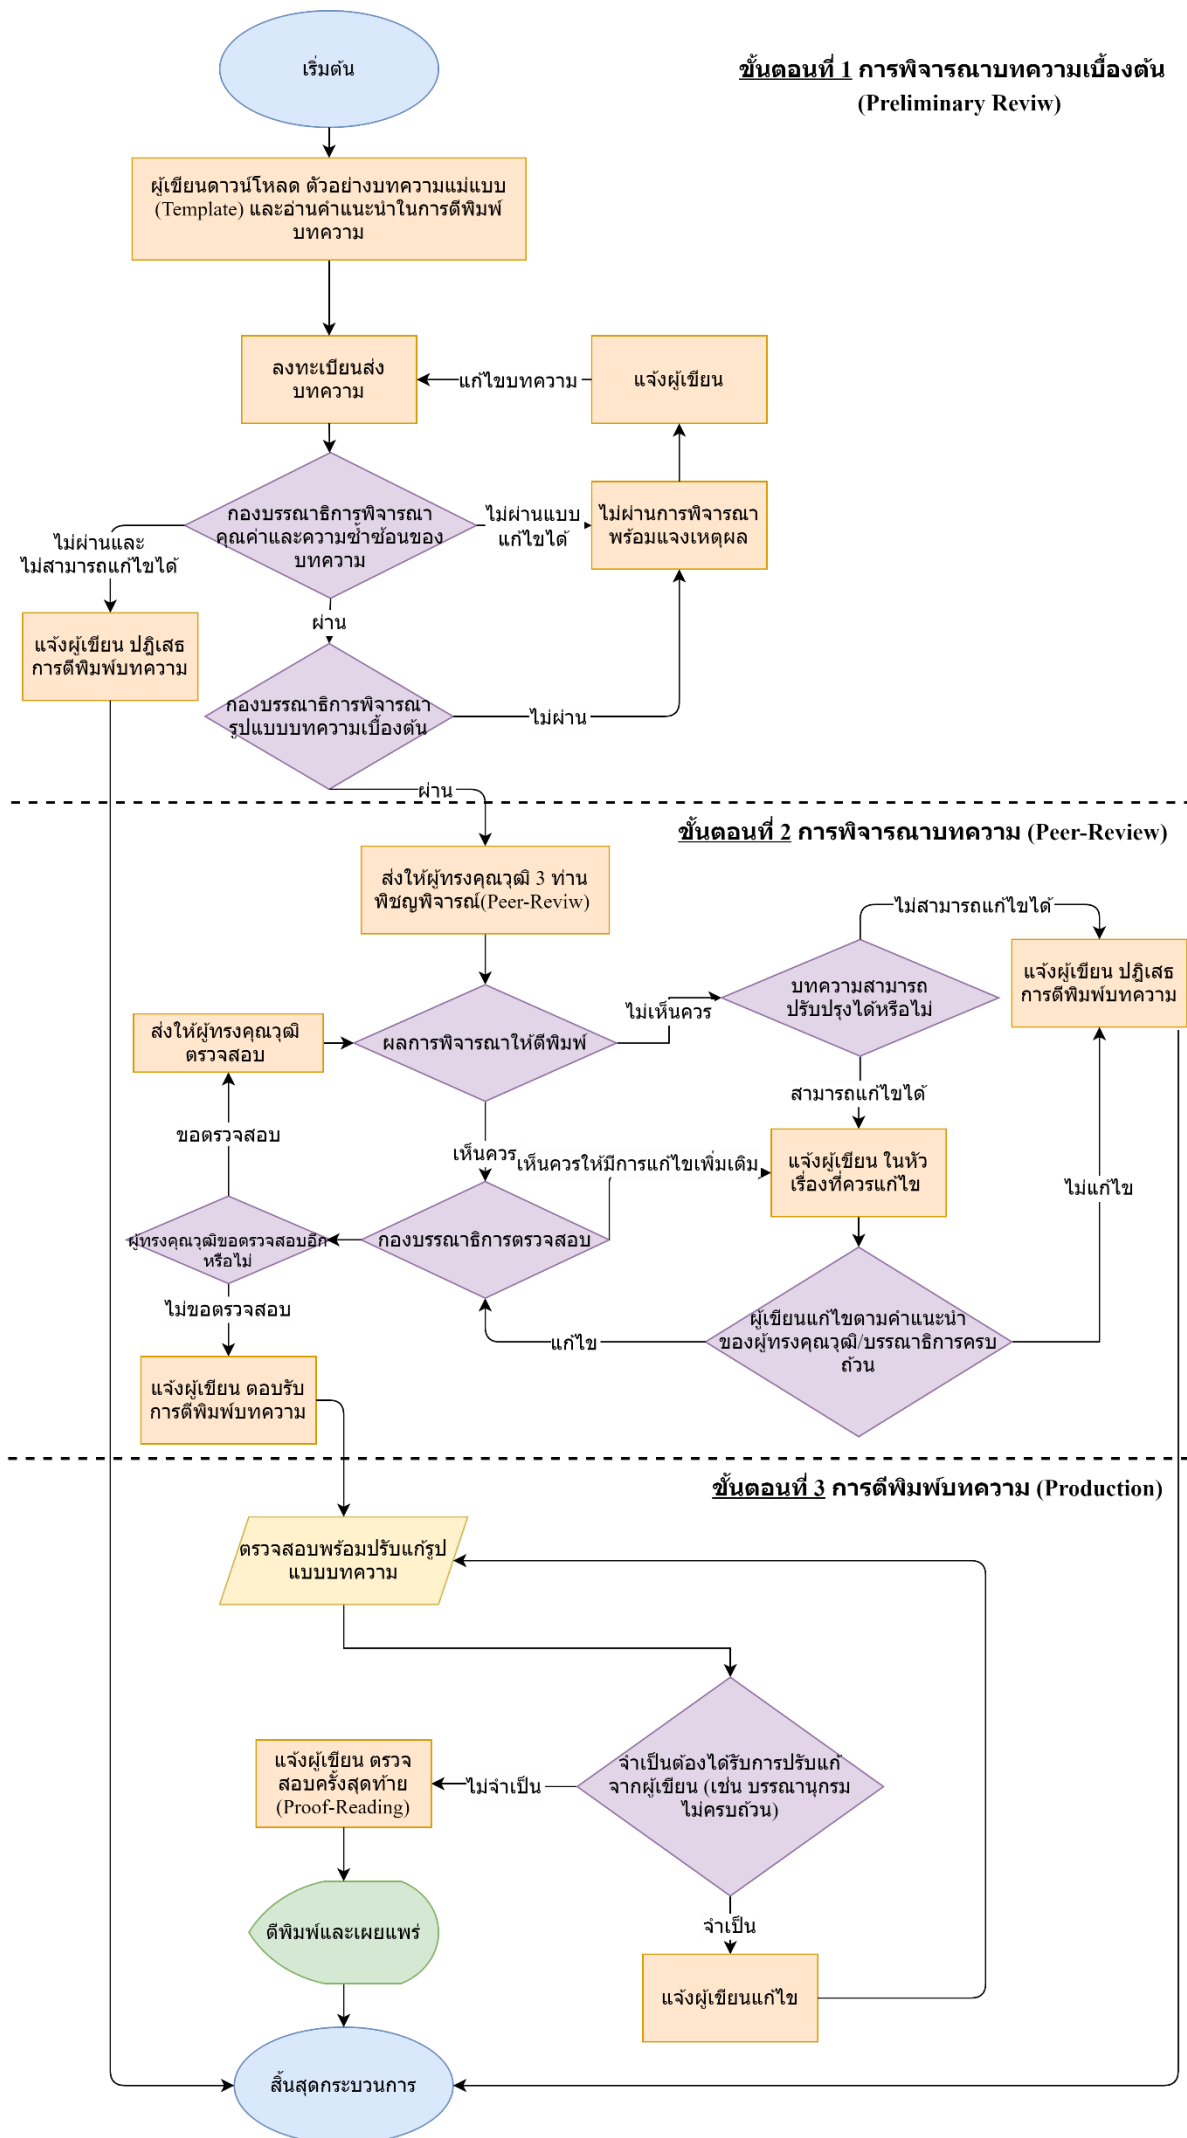 เริ่มต้น
ขั้นตอนที่ 1 การพิจารณาบทความเบื้องต้น
(Preliminary Reviw)
ผู้เขียนดาวน์โหลด ตัวอย่างบทความแม่แบบ
(Template) และอ่านคำแนะนำในการตีพิมพ์
บทความ
ลงทะเบียนส่ง
บทความ
แก้ไขบทความ
แจ้งผู้เขียน
กองบรรณาธิการพิจารณา
คุณค่าและความซ้ำซ้อนของ
บทความ
ไม่ผ่านแบบ
แก้ไขได้
ไม่ผ่านการพิจารณา
พร้อมแจงเหตุผล
ไม่ผ่านและ
ไม่สามารถแก้ไขได้
ผ่าน
แจ้งผู้เขียน ปฎิเสธ
การตีพิมพ์บทความ
กองบรรณาธิการพิจารณา
รูปแบบบทความเบื้องต้น
ไม่ผ่าน
ผ่าน
ขั้นตอนที่ 2 การพิจารณาบทความ (Peer-Review)
ส่งให้ผู้ทรงคุณวุฒิ 3 ท่าน
พิชญพิจารณ์(Peer-Reviw)
ไม่สามารถแก้ไขได้
บทความสามารถ
ปรับปรุงได้หรือไม่
แจ้งผู้เขียน ปฎิเสธ
การตีพิมพ์บทความ
ไม่เห็นควร
ส่งให้ผู้ทรงคุณวุฒิ
ตรวจสอบ
ผลการพิจารณาให้ตีพิมพ์
สามารถแก้ไขได้
ขอตรวจสอบ
เห็นควร
เห็นควรให้มีการแก้ไขเพิ่มเติม
แจ้งผู้เขียน ในหัว
เรื่องที่ควรแก้ไข
ไม่แก้ไข
ผู้ทรงคุณวุฒิขอตรวจสอบอีก
หรือไม่
กองบรรณาธิการตรวจสอบ
ไม่ขอตรวจสอบ
แก้ไข
ผู้เขียนแก้ไขตามคำแนะนำ
ของผู้ทรงคุณวุฒิ/บรรณาธิการครบ
ถ้วน
แจ้งผู้เขียน ตอบรับ
การตีพิมพ์บทความ
ขั้นตอนที่ 3 การตีพิมพ์บทความ (Production)
ตรวจสอบพร้อมปรับแก้รูป
แบบบทความ
แจ้งผู้เขียน ตรวจ
สอบครั้งสุดท้าย
(Proof-Reading)
ไม่จำเป็น
จำเป็นต้องได้รับการปรับแก้
จากผู้เขียน (เช่น บรรณานุกรม
ไม่ครบถ้วน)
จำเป็น
ตีพิมพ์และเผยแพร่
แจ้งผู้เขียนแก้ไข
สิ้นสุดกระบวนการ